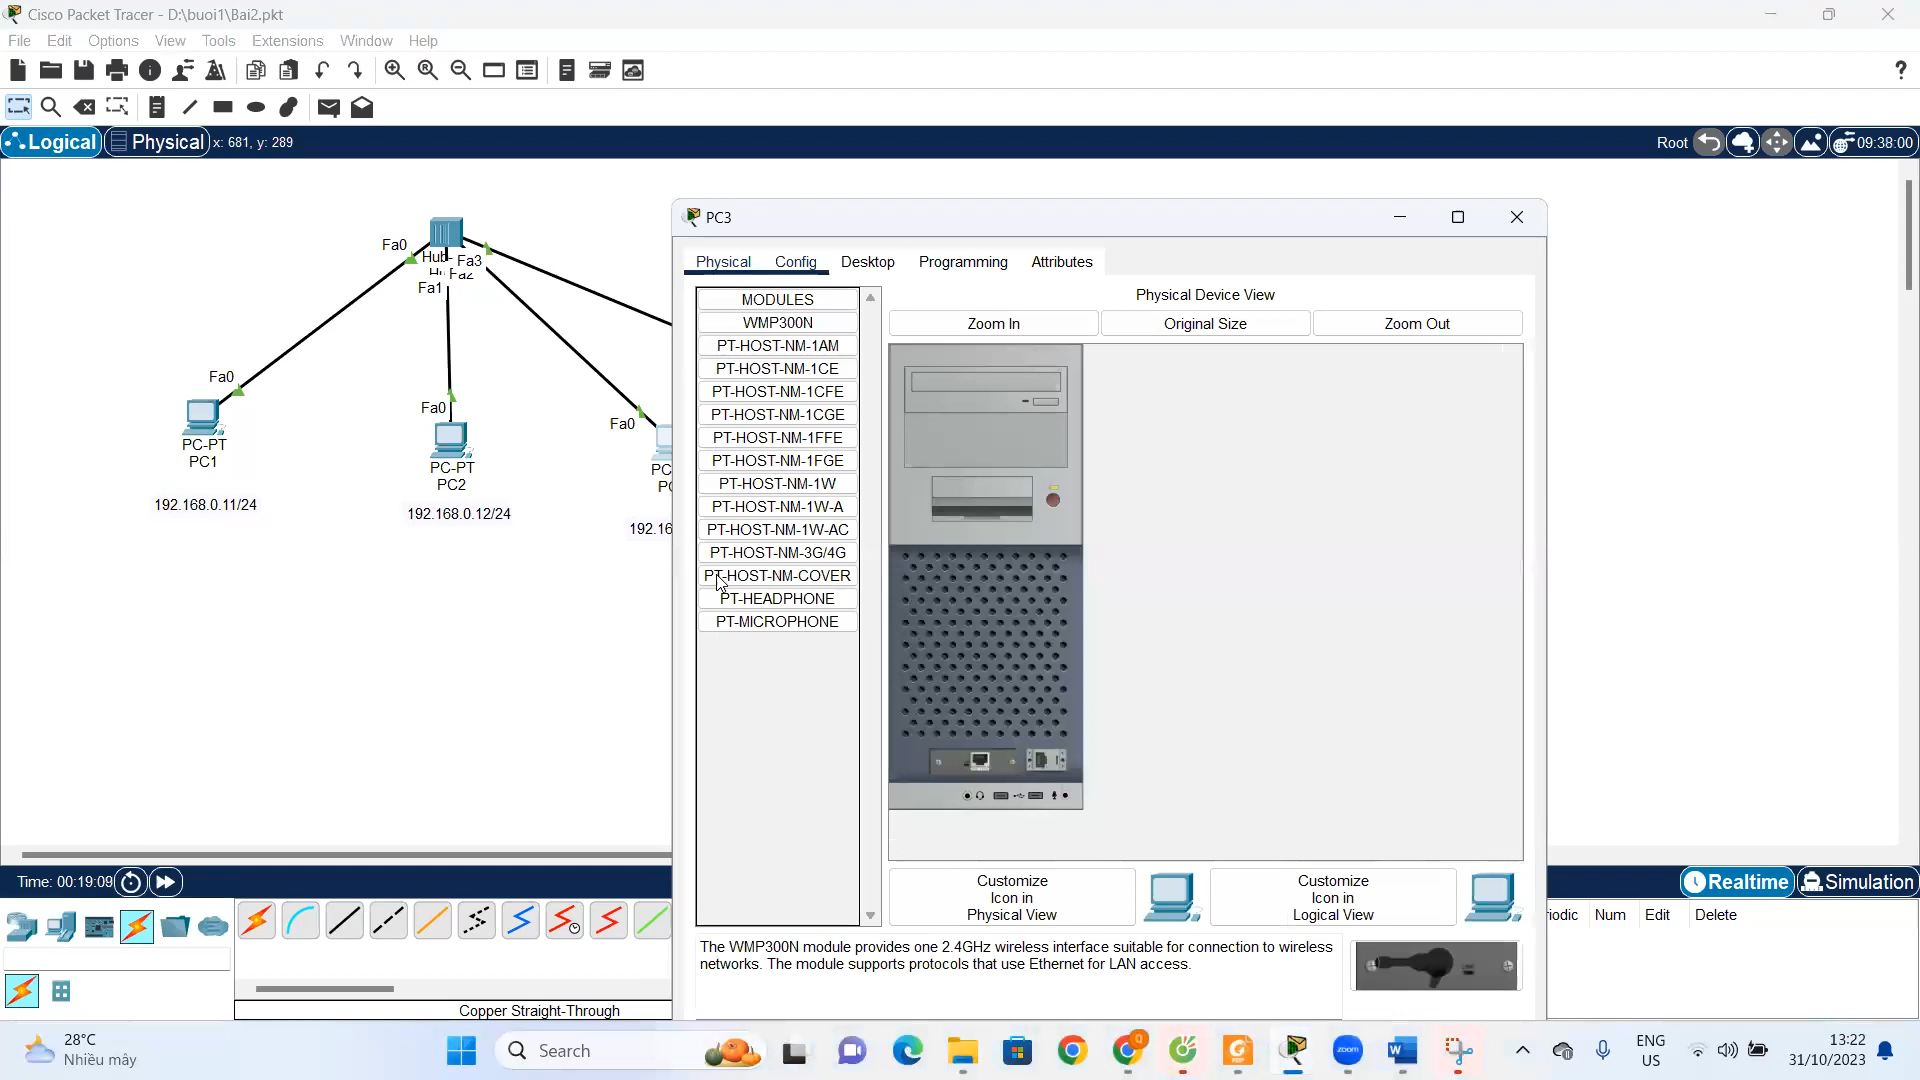 Cisco Packet Tracer - D:\buoi1\Bai2.pkt
File Edit Options View Tools Extensions Window Help
Logical Physical x: 681, y: 289
Root 09:38:00
PC3
Physical Config Desktop Programming Attributes
MODULES
WMP300N
PT-HOST-NM-1AM
PT-HOST-NM-1CE
PT-HOST-NM-1CFE
PT-HOST-NM-1CGE
PT-HOST-NM-1FFE
PT-HOST-NM-1FGE
PT-HOST-NM-1W
PT-HOST-NM-1W-A
PT-HOST-NM-1W-AC
PT-HOST-NM-3G/4G
PT-HOST-NM-COVER
PT-HEADPHONE
PT-MICROPHONE
Physical Device View
Zoom In Original Size Zoom Out
Customize
Icon in
Physical View
Customize
Icon in
Logical View
The WMP300N module provides one 2.4GHz wireless interface suitable for connection to wireless
networks. The module supports protocols that use Ethernet for LAN access.
Fa0
Hub-
Fa3
Fa2
Fa1
Fa0
PC-PT
PC1
192.168.0.11/24
Fa0
PC-PT
PC2
192.168.0.12/24
Fa0
PC
192.16
Time: 00:19:09
Realtime Simulation
riodic Num Edit Delete
Copper Straight-Through
28°C
Nhiều mây
Search
zoom
ENG
US
13:22
31/10/2023